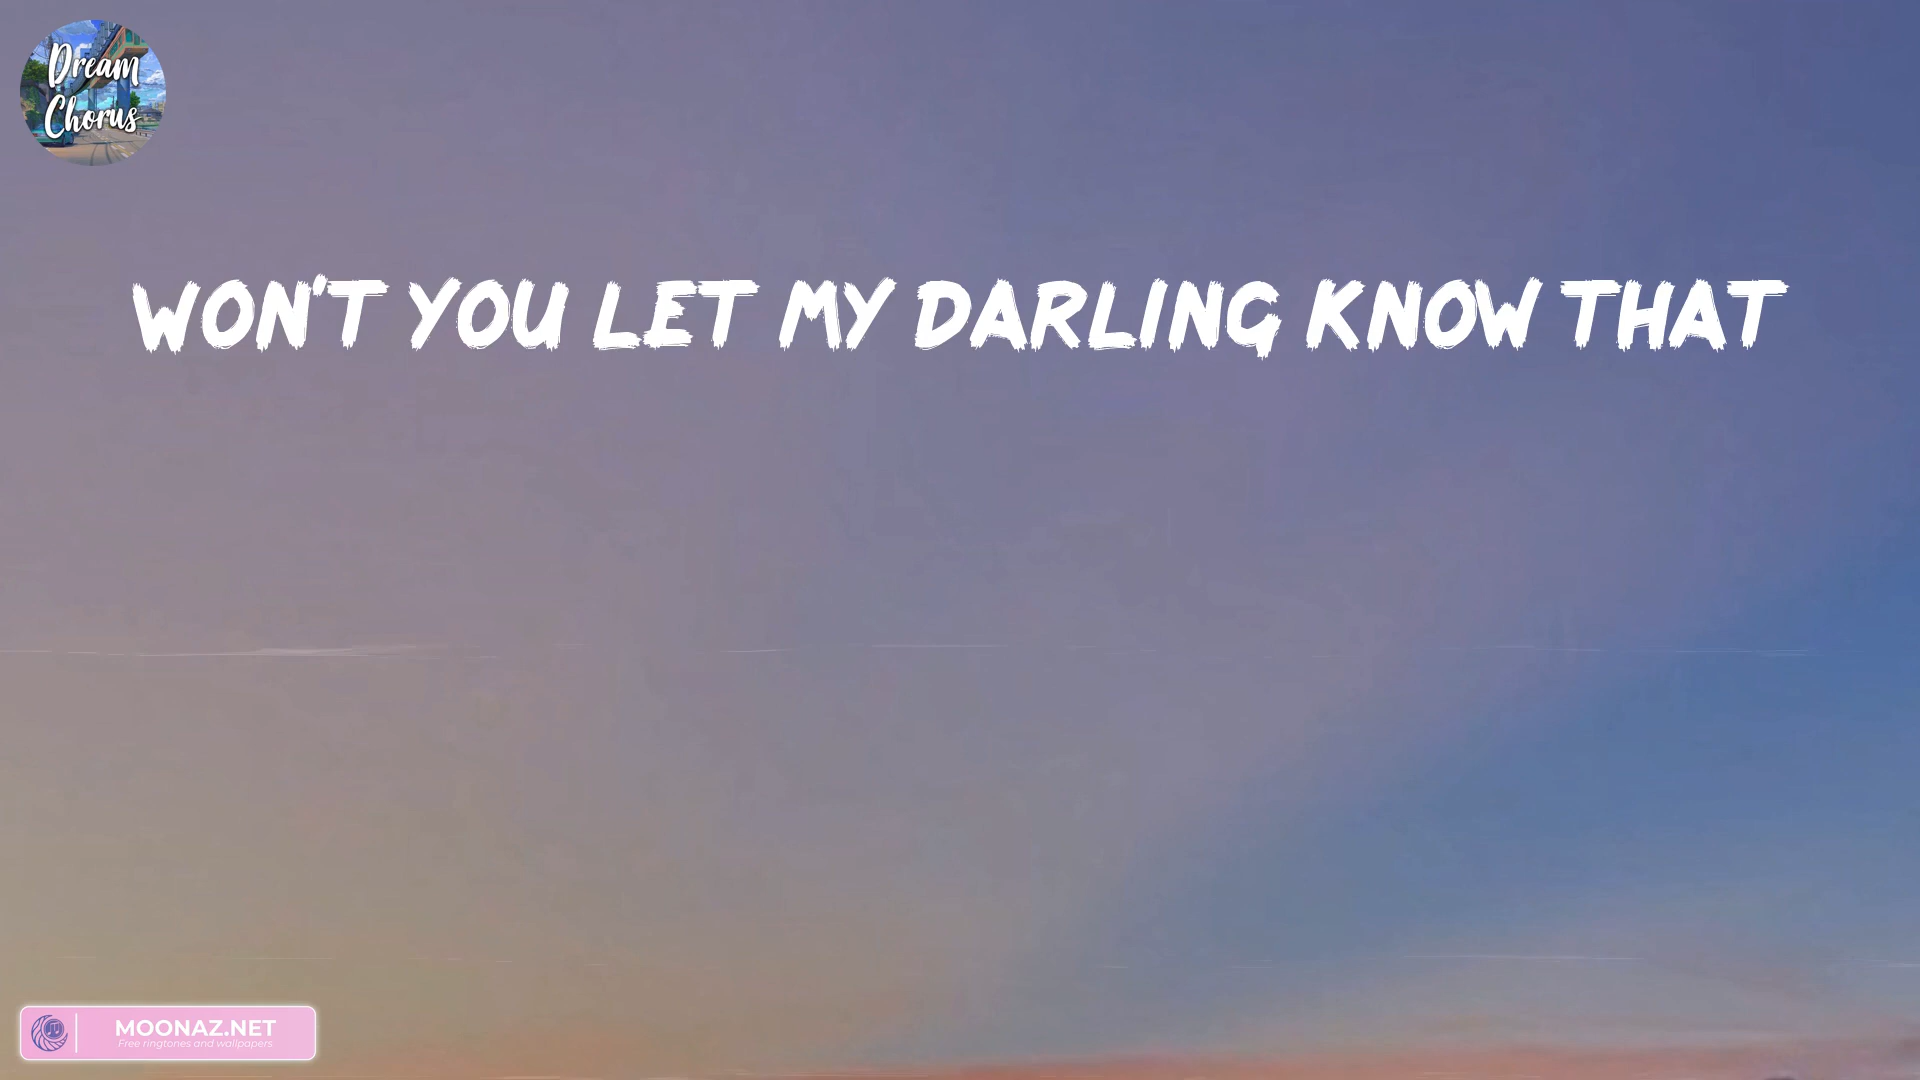 Dream
Chorus
WON'T YOU LET MY DARLING KNOW THAT
MOONAZ.NET
Free ringtones and wallpapers